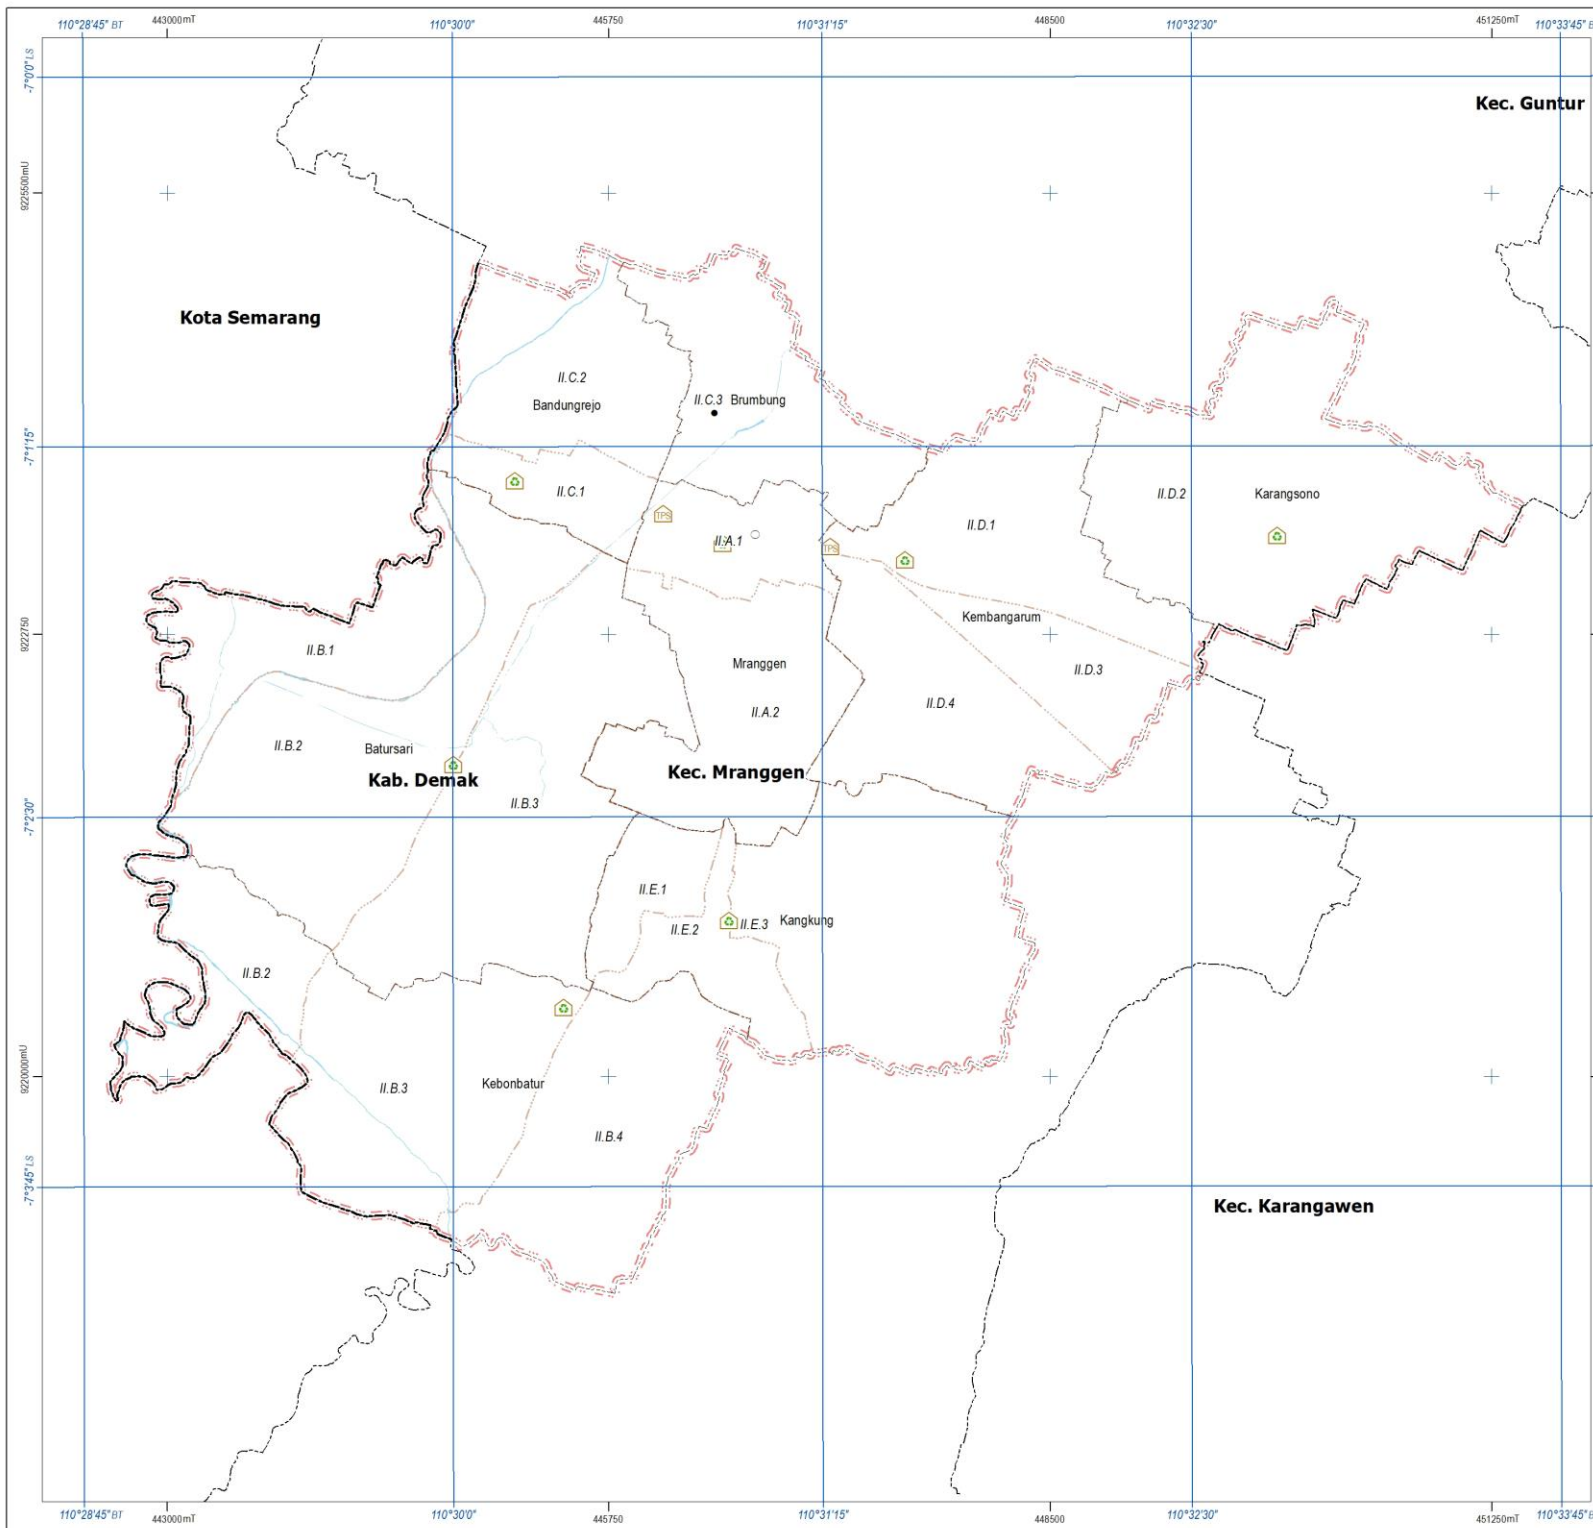 110°28'45" BT
443000mT
110°30'0"
445750
110°31'15"
448500
110°32'30"
451250mT
110°33'45" B
-7°0'0" LS
Kec. Guntur
9225500mU
Kota Semarang
II.C.2
Bandungrejo
II.C.3
Brumbung
-7°1'15"
II.C.1
TPS
II.A.1
TPS
II.D.1
II.D.2
Karangsono
Kembangarum
9222750
II.B.1
Mranggen
II.D.3
II.A.2
II.D.4
II.B.2
Batursari
Kab. Demak
Kec. Mranggen
II.B.3
-7°2'30"
II.E.1
II.E.2
II.E.3
Kangkung
II.B.2
9220000mU
II.B.3
Kebonbatur
II.B.4
-7°3'45" LS
Kec. Karangawen
110°28'45" BT
443000mT
110°30'0"
445750
110°31'15"
448500
110°32'30"
451250mT
110°33'45" B